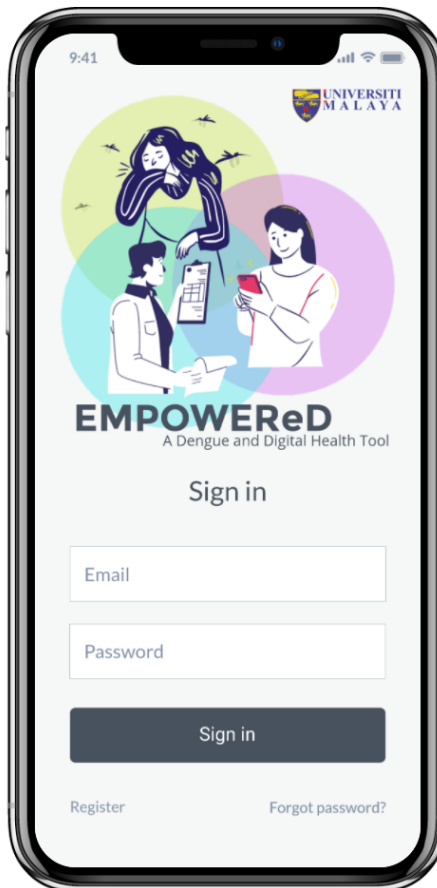 9:41
UNIVERSITI
MALAYA
EMPOWEReD
A Dengue and Digital Health Tool
Sign in
Email
Password
Sign in
Register Forgot password?